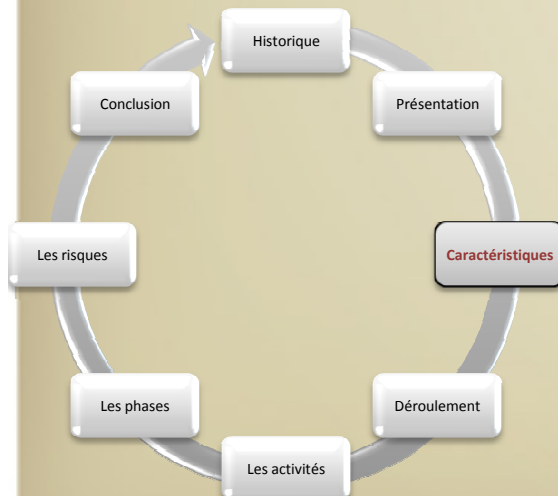 Historique
Présentation
Caractéristiques
Déroulement
Les activités
Les phases
Les risques
Conclusion